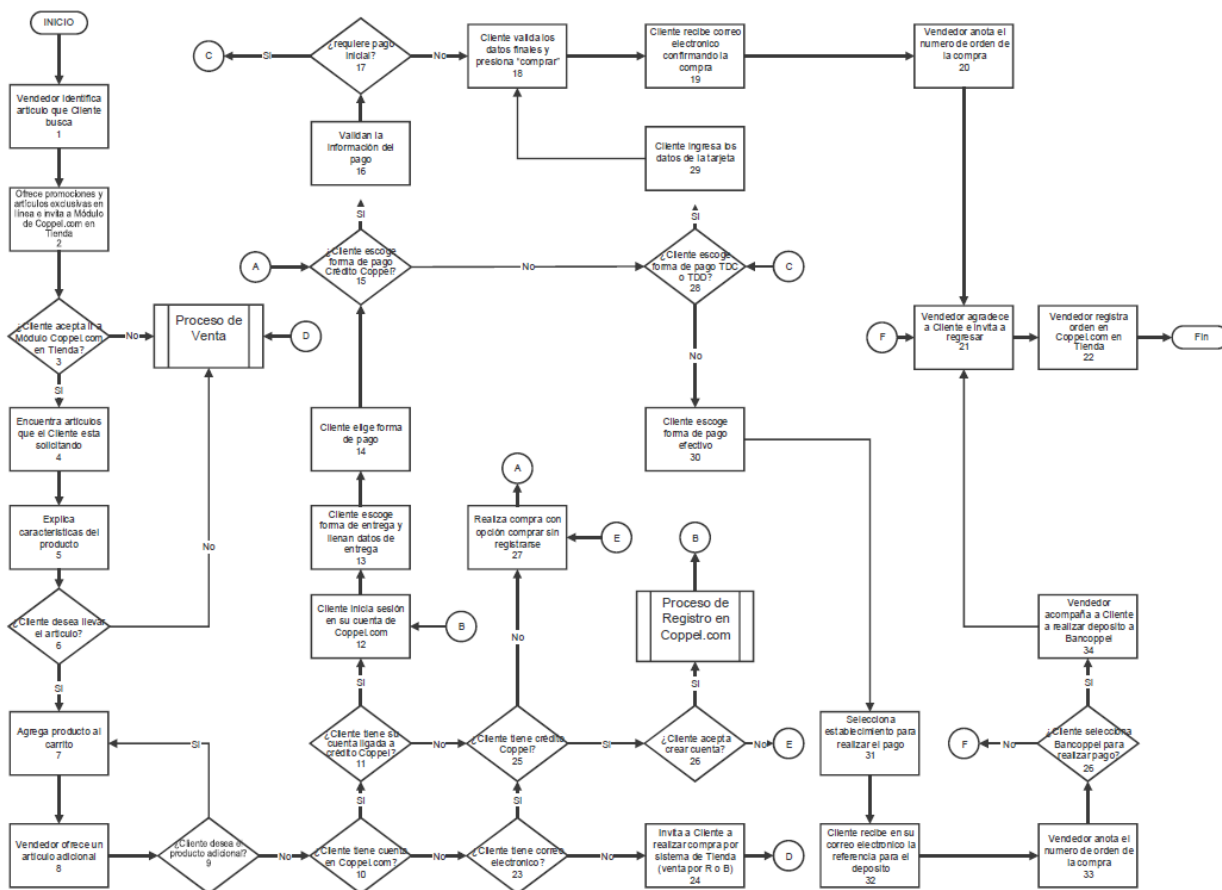 INICIO
Vendedor identifica
articulo que Cliente
busca
1
Ofrece promociones y
artículos exclusivas en
línea e invita a Módulo
de Coppel.com en
Tienda
2
¿Cliente acepta ir a
Módulo Coppel.com
en Tienda?
3
No
Si
Proceso de
Venta
D
Encuentra artículos
que el Cliente esta
solicitando
4
Explica
características del
producto
5
¿Cliente desea llevar
el articulo?
6
No
Si
Agrega producto al
carrito
7
Vendedor ofrece un
articulo adicional
8
¿Cliente desea el
producto adicional?
9
Si
No
¿Cliente tiene cuenta
en Coppel.com?
10
Si
No
¿Cliente tiene su
cuenta ligada a
crédito Coppel?
11
Si
No
Cliente inicia sesión
en su cuenta de
Coppel.com
12
B
Cliente escoge
forma de entrega y
llenan datos de
entrega
13
Cliente elige forma
de pago
14
A
¿Cliente escoge
forma de pago
Crédito Coppel?
15
Si
No
Validan la
información del
pago
16
¿requiere pago
inicial?
17
Si
C
No
Cliente valida los
datos finales y
presiona "comprar"
18
Cliente recibe correo
electronico
confirmando la
compra
19
Vendedor anota el
numero de orden de
la compra
20
F
Vendedor agradece
a Cliente e invita a
regresar
21
Vendedor registra
orden en
Coppel.com en
Tienda
22
Fin
¿Cliente tiene correo
electronico?
23
Si
No
Invita a Cliente a
realizar compra por
sistema de Tienda
(venta por R o B)
24
D
¿Cliente tiene crédito
Coppel?
25
No
Si
¿Cliente acepta
crear cuenta?
26
Si
No
E
Proceso de
Registro en
Coppel.com
B
Realiza compra con
opción comprar sin
registrarse
27
A
E
¿Cliente escoge
forma de pago TDC
o TDD?
28
C
Si
No
Cliente ingresa los
datos de la tarjeta
29
Cliente escoge
forma de pago
efectivo
30
Selecciona
establecimiento para
realizar el pago
31
Cliente recibe en su
correo electronico la
referencia para el
deposito
32
Vendedor anota el
numero de orden de
la compra
33
¿Cliente selecciona
Bancoppel para
realizar pago?
26
No
F
Si
Vendedor
acompaña a Cliente
a realizar deposito a
Bancoppel
34